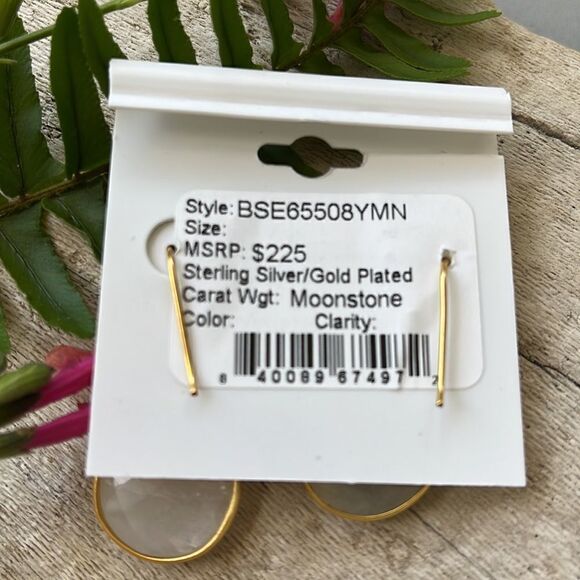 Style: BSE65508YMN
Size:
MSRP: $225
Sterling Silver/Gold Plated
Carat Wgt: Moonstone
Color: Clarity:
8 40089 67497 2